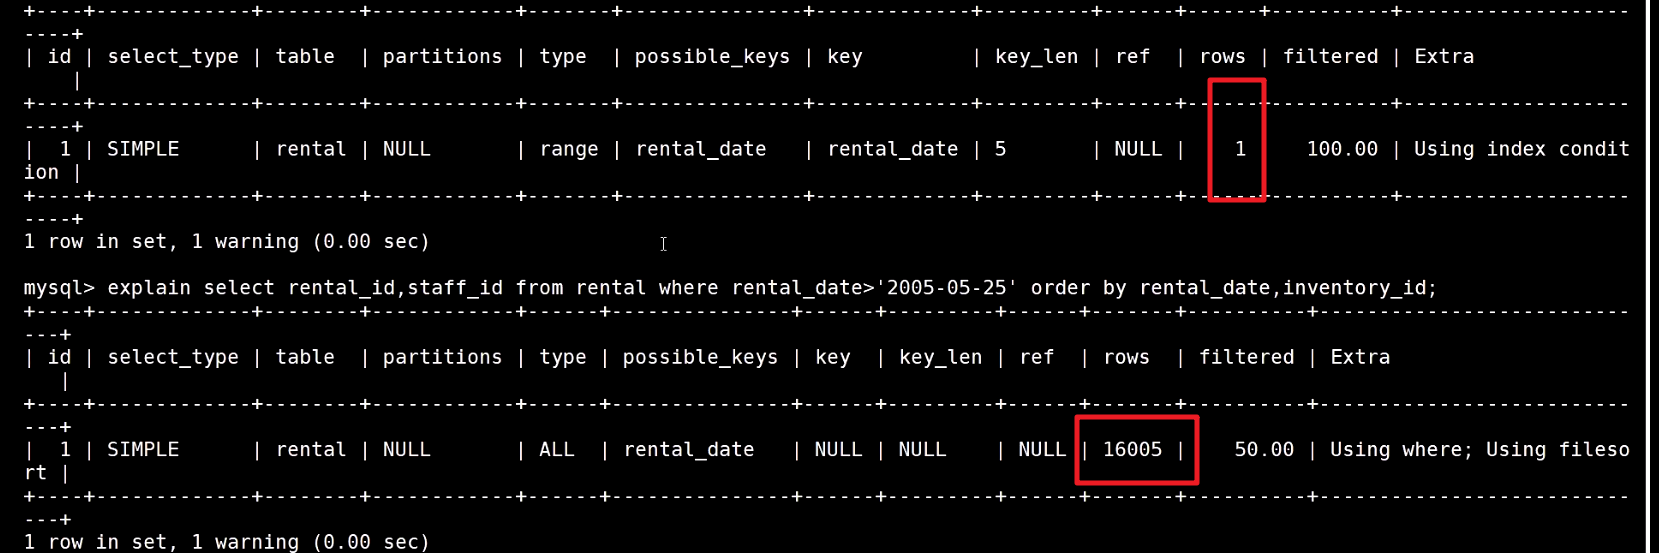 +----+-------------+--------+------------+-------+---------------+-------------+---------+------+------+----------+-------------------
----+
| id | select_type | table  | partitions | type  | possible_keys | key         | key_len | ref  | rows | filtered | Extra
    |
+----+-------------+--------+------------+-------+---------------+-------------+---------+------+------+----------+-------------------
----+
|  1 | SIMPLE      | rental | NULL       | range | rental_date   | rental_date | 5       | NULL |    1     100.00 | Using index condit
ion |
+----+-------------+--------+------------+-------+---------------+-------------+---------+------+------+----------+-------------------
----+
1 row in set, 1 warning (0.00 sec)
mysql> explain select rental_id,staff_id from rental where rental_date>'2005-05-25' order by rental_date,inventory_id;
+----+-------------+--------+------------+------+---------------+------+---------+------+-------+----------+--------------------------
---+
| id | select_type | table  | partitions | type | possible_keys | key  | key_len | ref  | rows  | filtered | Extra
   |
+----+-------------+--------+------------+------+---------------+------+---------+------+-------+----------+--------------------------
---+
|  1 | SIMPLE      | rental | NULL       | ALL  | rental_date   | NULL | NULL    | NULL | 16005 |    50.00 | Using where; Using fileso
rt |
+----+-------------+--------+------------+------+---------------+------+---------+------+-------+----------+--------------------------
---+
1 row in set, 1 warning (0.00 sec)